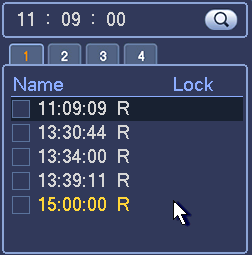 11 : 09 : 00
1 2 3 4
Name Lock
11:09:09 R
13:30:44 R
13:34:00 R
13:39:11 R
15:00:00 R